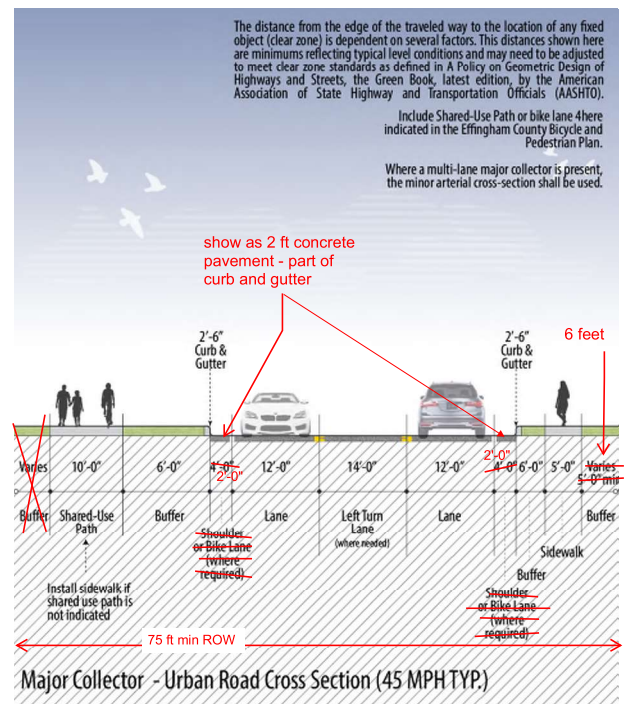 The distance from the edge of the traveled way to the location of any fixed
object (clear zone) is dependent on several factors. This distances shown here
are minimums reflecting typical level conditions and may need to be adjusted
to meet clear zone standards as defined in A Policy on Geometric Design of
Highways and Streets, the Green Book, latest edition, by the American
Association of State Highway and Transportation Officials (AASHTO).
Include Shared-Use Path or bike lane 4here
indicated in the Effingham County Bicycle and
Pedestrian Plan.
Where a multi-lane major collector is present,
the minor arterial cross-section shall be used.
show as 2 ft concrete
pavement - part of
curb and gutter
2'-6"
Curb &
Gutter
2'-6"
Curb &
Gutter
6 feet
Varies
10'-0"
6'-0"
4'-0"
2'-0"
12'-0"
14'-0"
12'-0"
2'-0"
4'-0"
6'-0"
5'-0"
Varies
5'-0" min
Buffer
Shared-Use
Path
Buffer
Shoulder
or Bike Lane
(where
required)
Lane
Left Turn
Lane
(where needed)
Lane
Shoulder
or Bike Lane
(where
required)
Buffer
Sidewalk
Buffer
Install sidewalk if
shared use path is
not indicated
75 ft min ROW
Major Collector - Urban Road Cross Section (45 MPH TYP.)